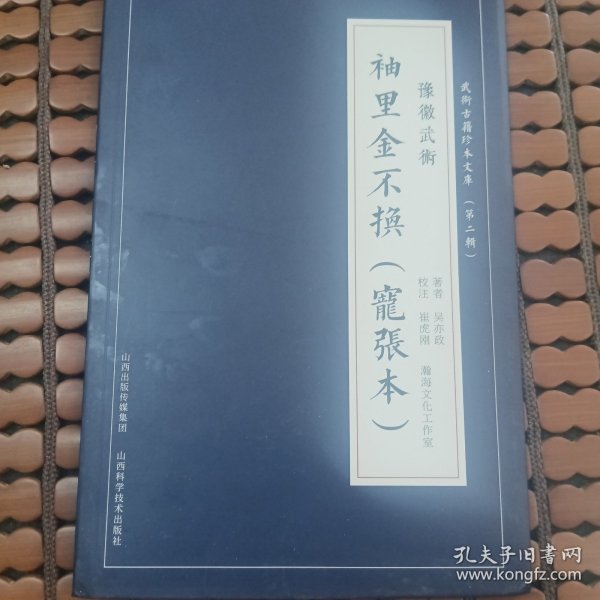 武術古籍珍本文庫（第二輯）
豫徽武術
袖里金不换（寵張本）
著者 吴亦政
校注 崔虎刚 瀚海文化工作室
山西出版传媒集团 山西科学技术出版社
孔夫子旧書网
www.kongfz.com